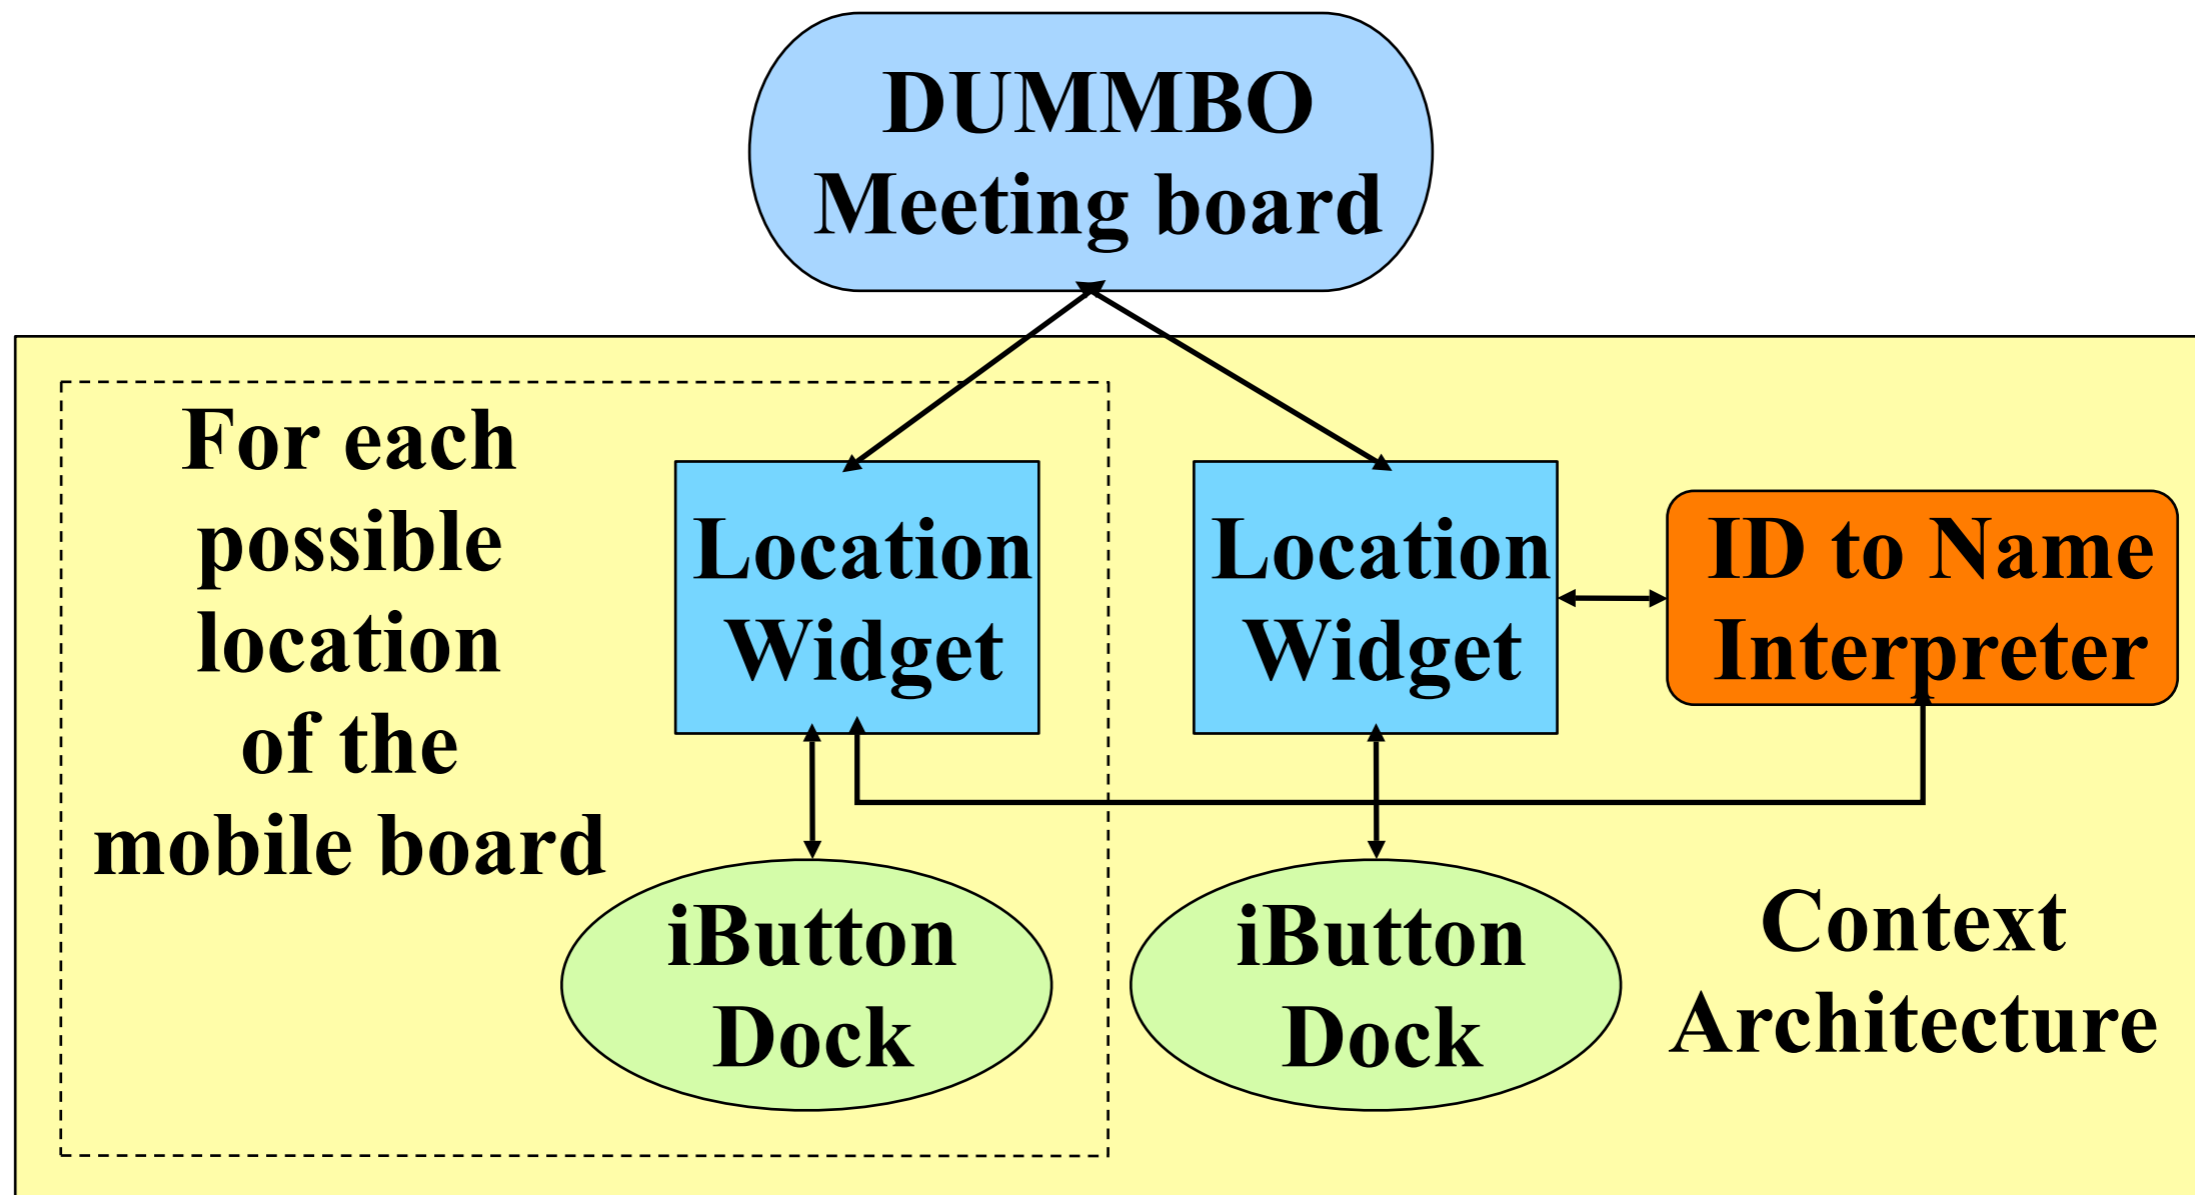 DUMMBO
Meeting board
For each
possible
location
of the
mobile board
Location
Widget
Location
Widget
ID to Name
Interpreter
iButton
Dock
iButton
Dock
Context
Architecture